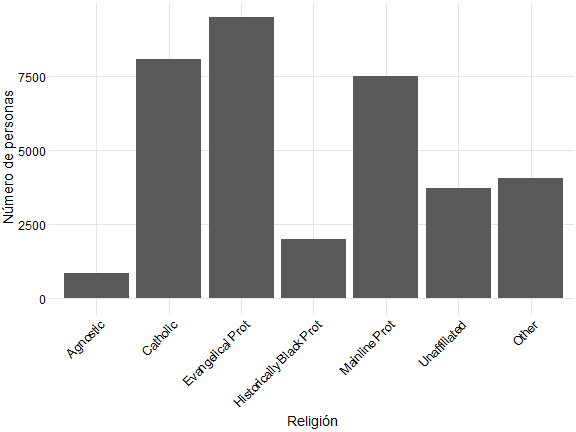 Número de personas
7500
5000
2500
0
Agnostic
Catholic
Evangelical Prot
Historically Black Prot
Mainline Prot
Unaffiliated
Other
Religión